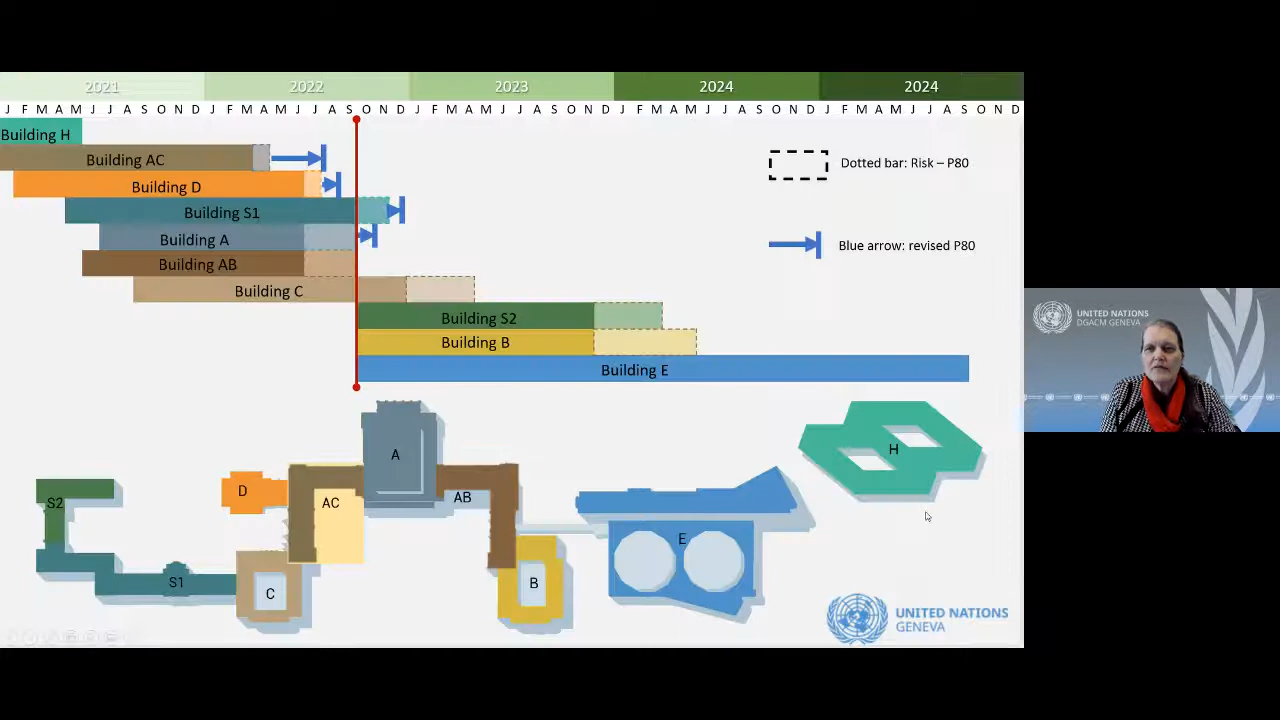 2021 2022 2023 2024 2024
J F M A M J J A S O N D J F M A M J J A S O N D J F M A M J J A S O N D J F M A M J J A S O N D J F M A M J J A S O N D
Building H
Building AC
Building D
Building S1
Building A
Building AB
Building C
Building S2
Building B
Building E
Dotted bar: Risk – P80
Blue arrow: revised P80
S2
S1
D
C
AC
A
AB
B
E
H
UNITED NATIONS
GENEVA
UNITED NATIONS
DGACM GENEVA